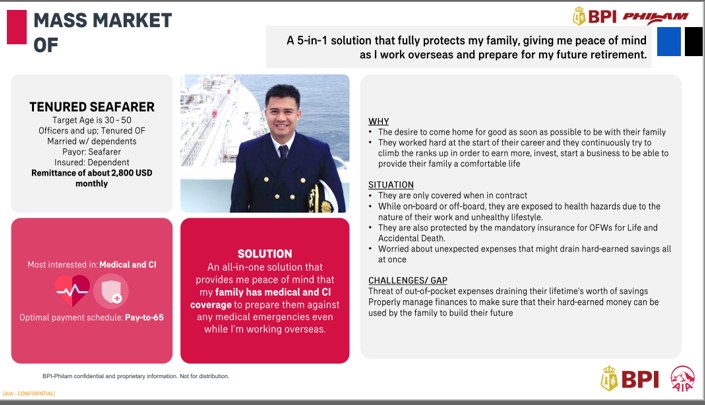 MASS MARKET
OF
BPI PHILAM
A 5-in-1 solution that fully protects my family, giving me peace of mind
as I work overseas and prepare for my future retirement.
TENURED SEAFARER
Target Age is 30 - 50
Officers and up; Tenured OF
Married w/ dependents
Payor: Seafarer
Insured: Dependent
Remittance of about 2,800 USD
monthly
Most interested in: Medical and CI
Optimal payment schedule: Pay-to-65
SOLUTION
An all-in-one solution that
provides me peace of mind that
my family has medical and CI
coverage to prepare them against
any medical emergencies even
while I'm working overseas.
WHY
• The desire to come home for good as soon as possible to be with their family
• They worked hard at the start of their career and they continuously try to
climb the ranks up in order to earn more, invest, start a business to be able to
provide their family a comfortable life
SITUATION
• They are only covered when in contract
• While on-board or off-board, they are exposed to health hazards due to the
nature of their work and unhealthy lifestyle.
• They are also protected by the mandatory insurance for OFWs for Life and
Accidental Death.
• Worried about unexpected expenses that might drain hard-earned savings all
at once
CHALLENGES/ GAP
Threat of out-of-pocket expenses draining their lifetime's worth of savings
Properly manage finances to make sure that their hard-earned money can be
used by the family to build their future
BPI-Philam confidential and proprietary information. Not for distribution.
[AIA - CONFIDENTIAL]
BPI
AIA